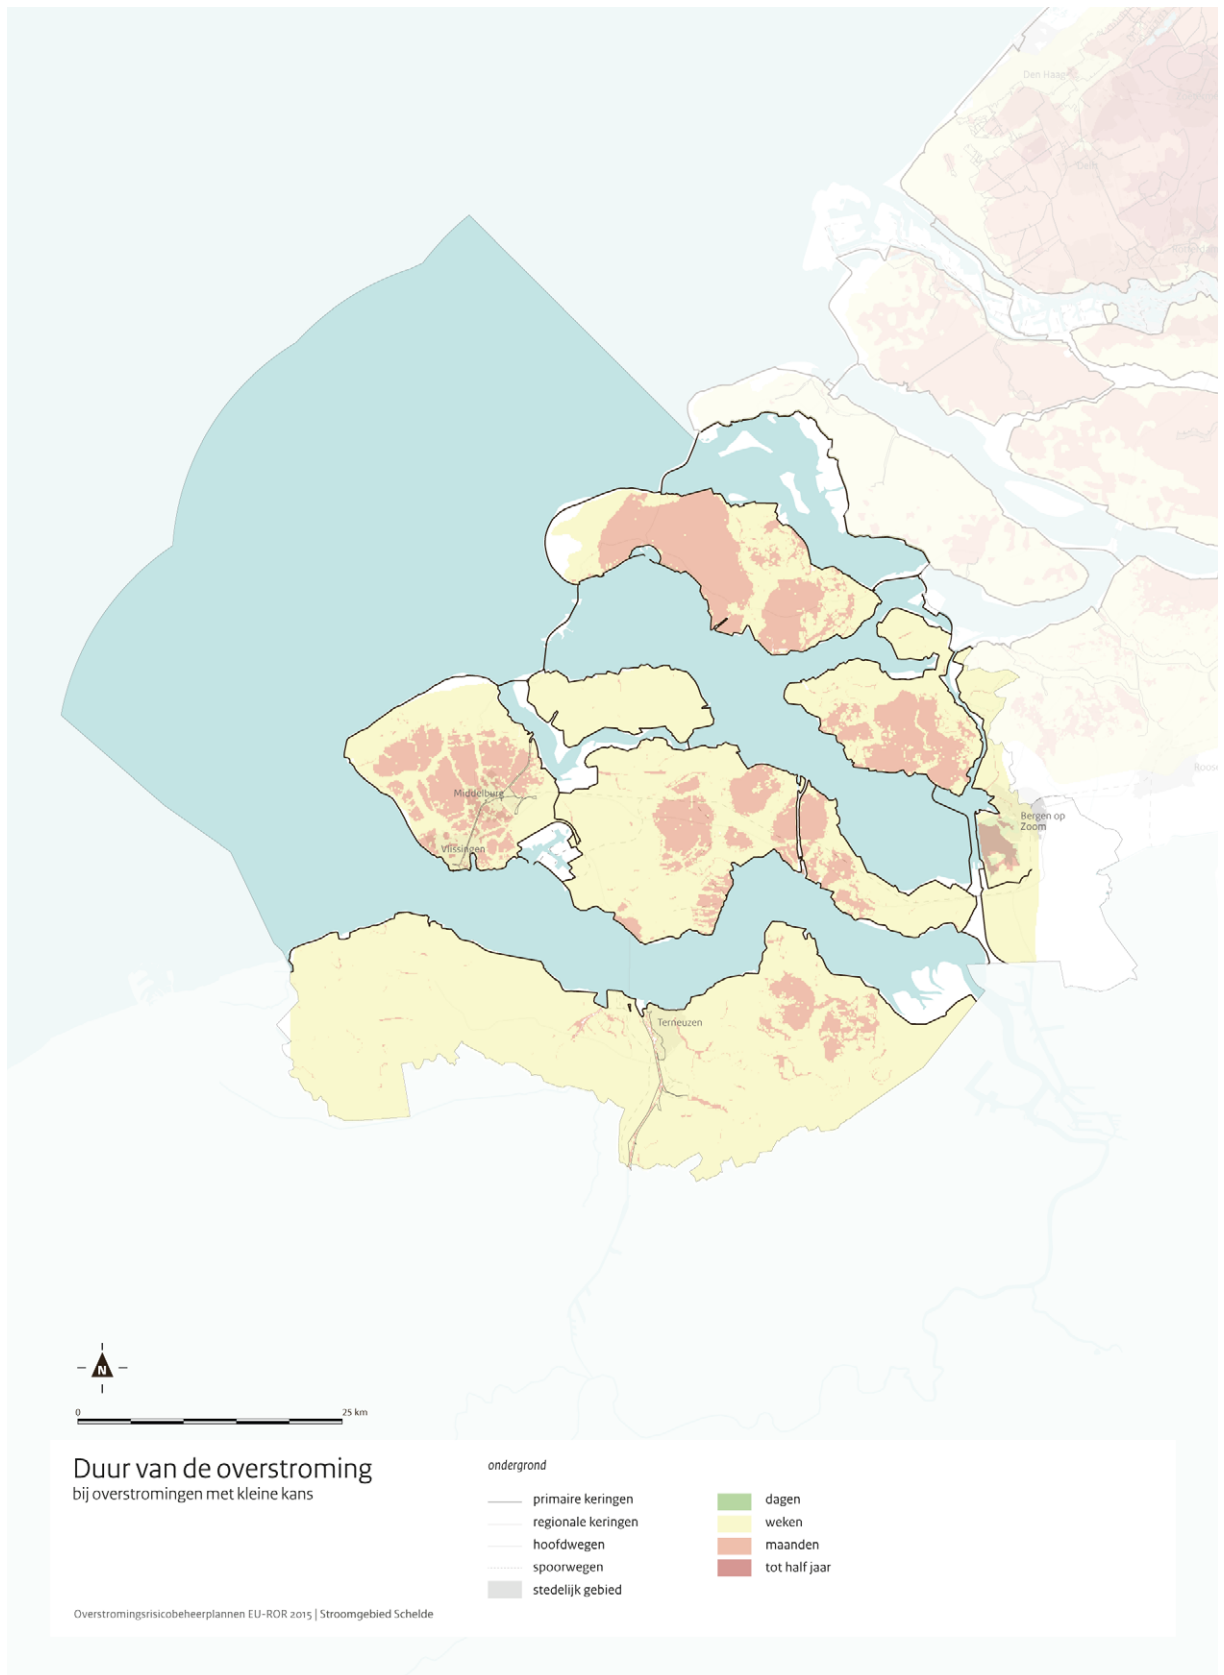 Den Haag
Delft
Middelburg
Vlissingen
Bergen op
Zoom
Terneuzen
N
0
25 km
Duur van de overstroming
bij overstromingen met kleine kans
ondergrond
primaire keringen
regionale keringen
hoofdwegen
spoorwegen
stedelijk gebied
dagen
weken
maanden
tot half jaar
Overstromingsrisicobeheerplannen EU-ROR 2015 | Stroomgebied Schelde